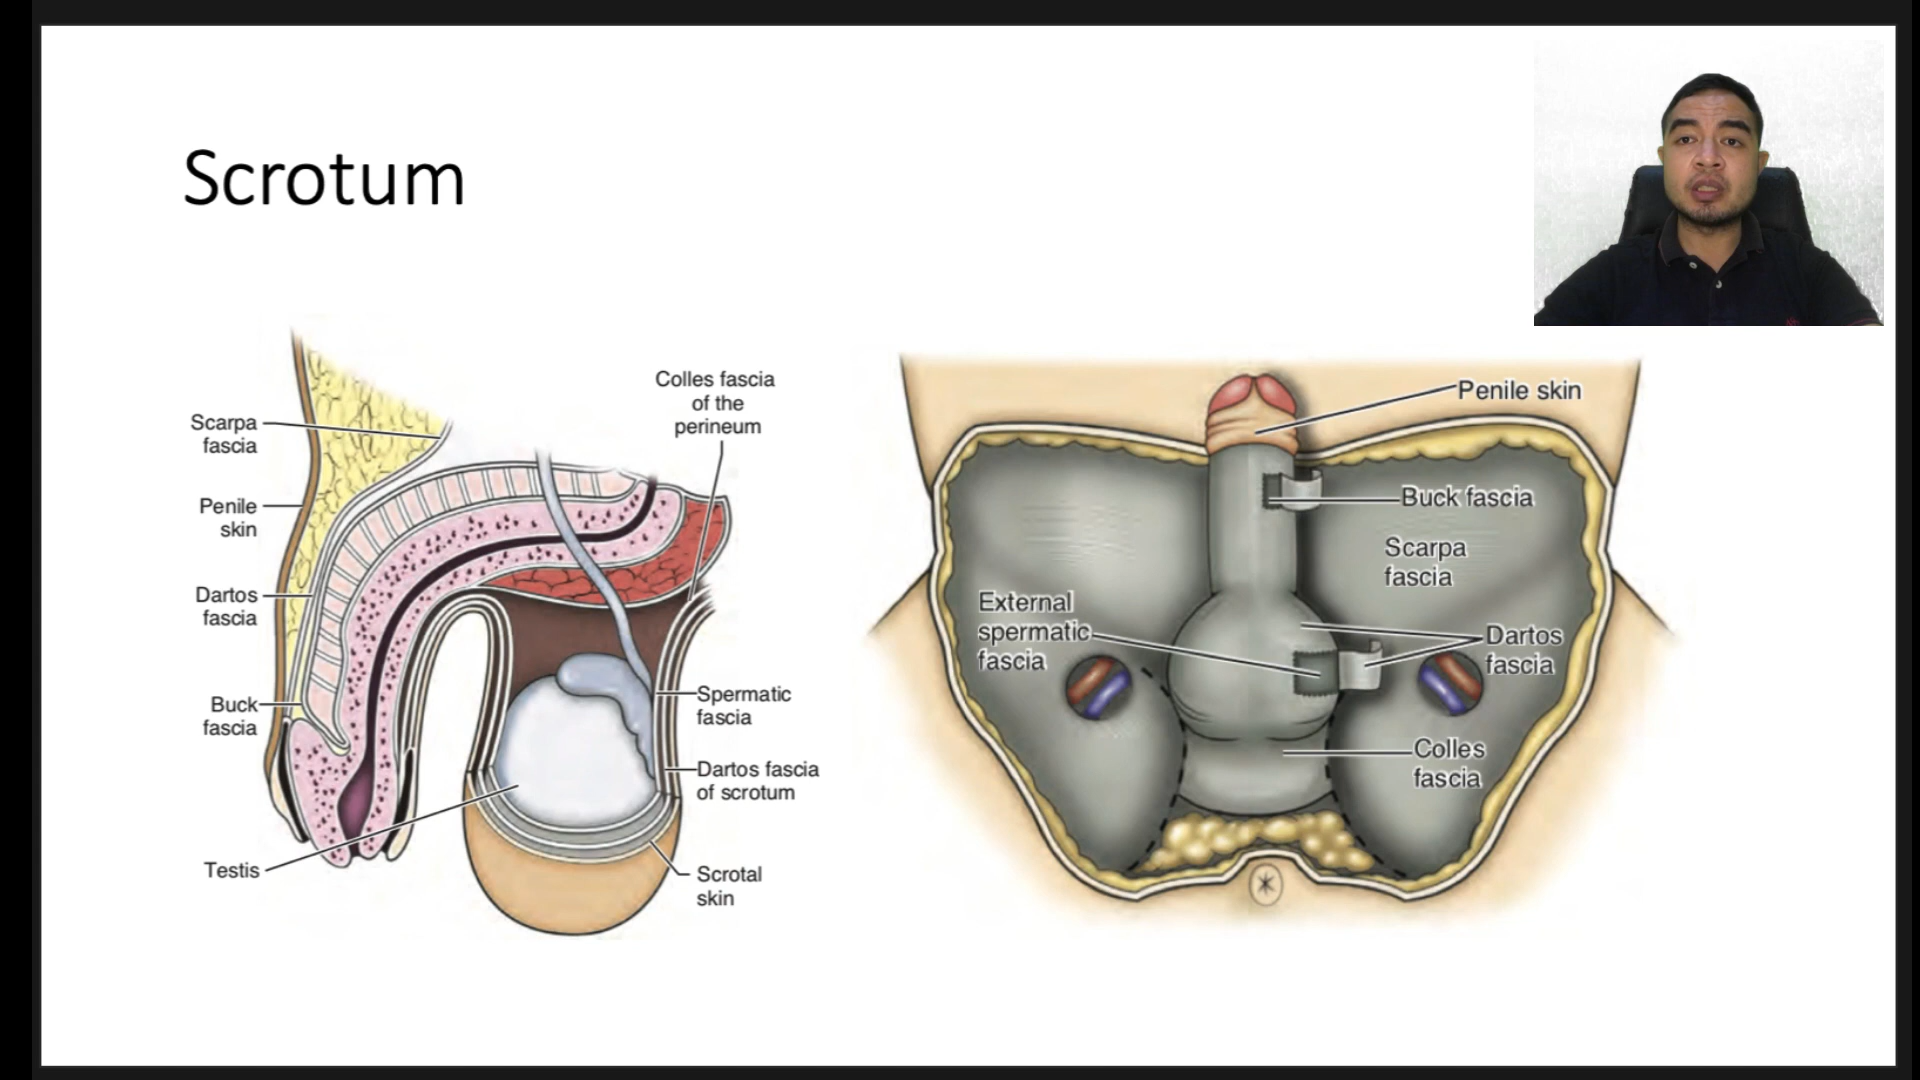 Scrotum
Scarpa
fascia
Penile
skin
Dartos
fascia
Buck
fascia
Testis
Colles fascia
of the
perineum
Spermatic
fascia
Dartos fascia
of scrotum
Scrotal
skin
Penile skin
Buck fascia
Scarpa
fascia
External
spermatic
fascia
Dartos
fascia
Colles
fascia